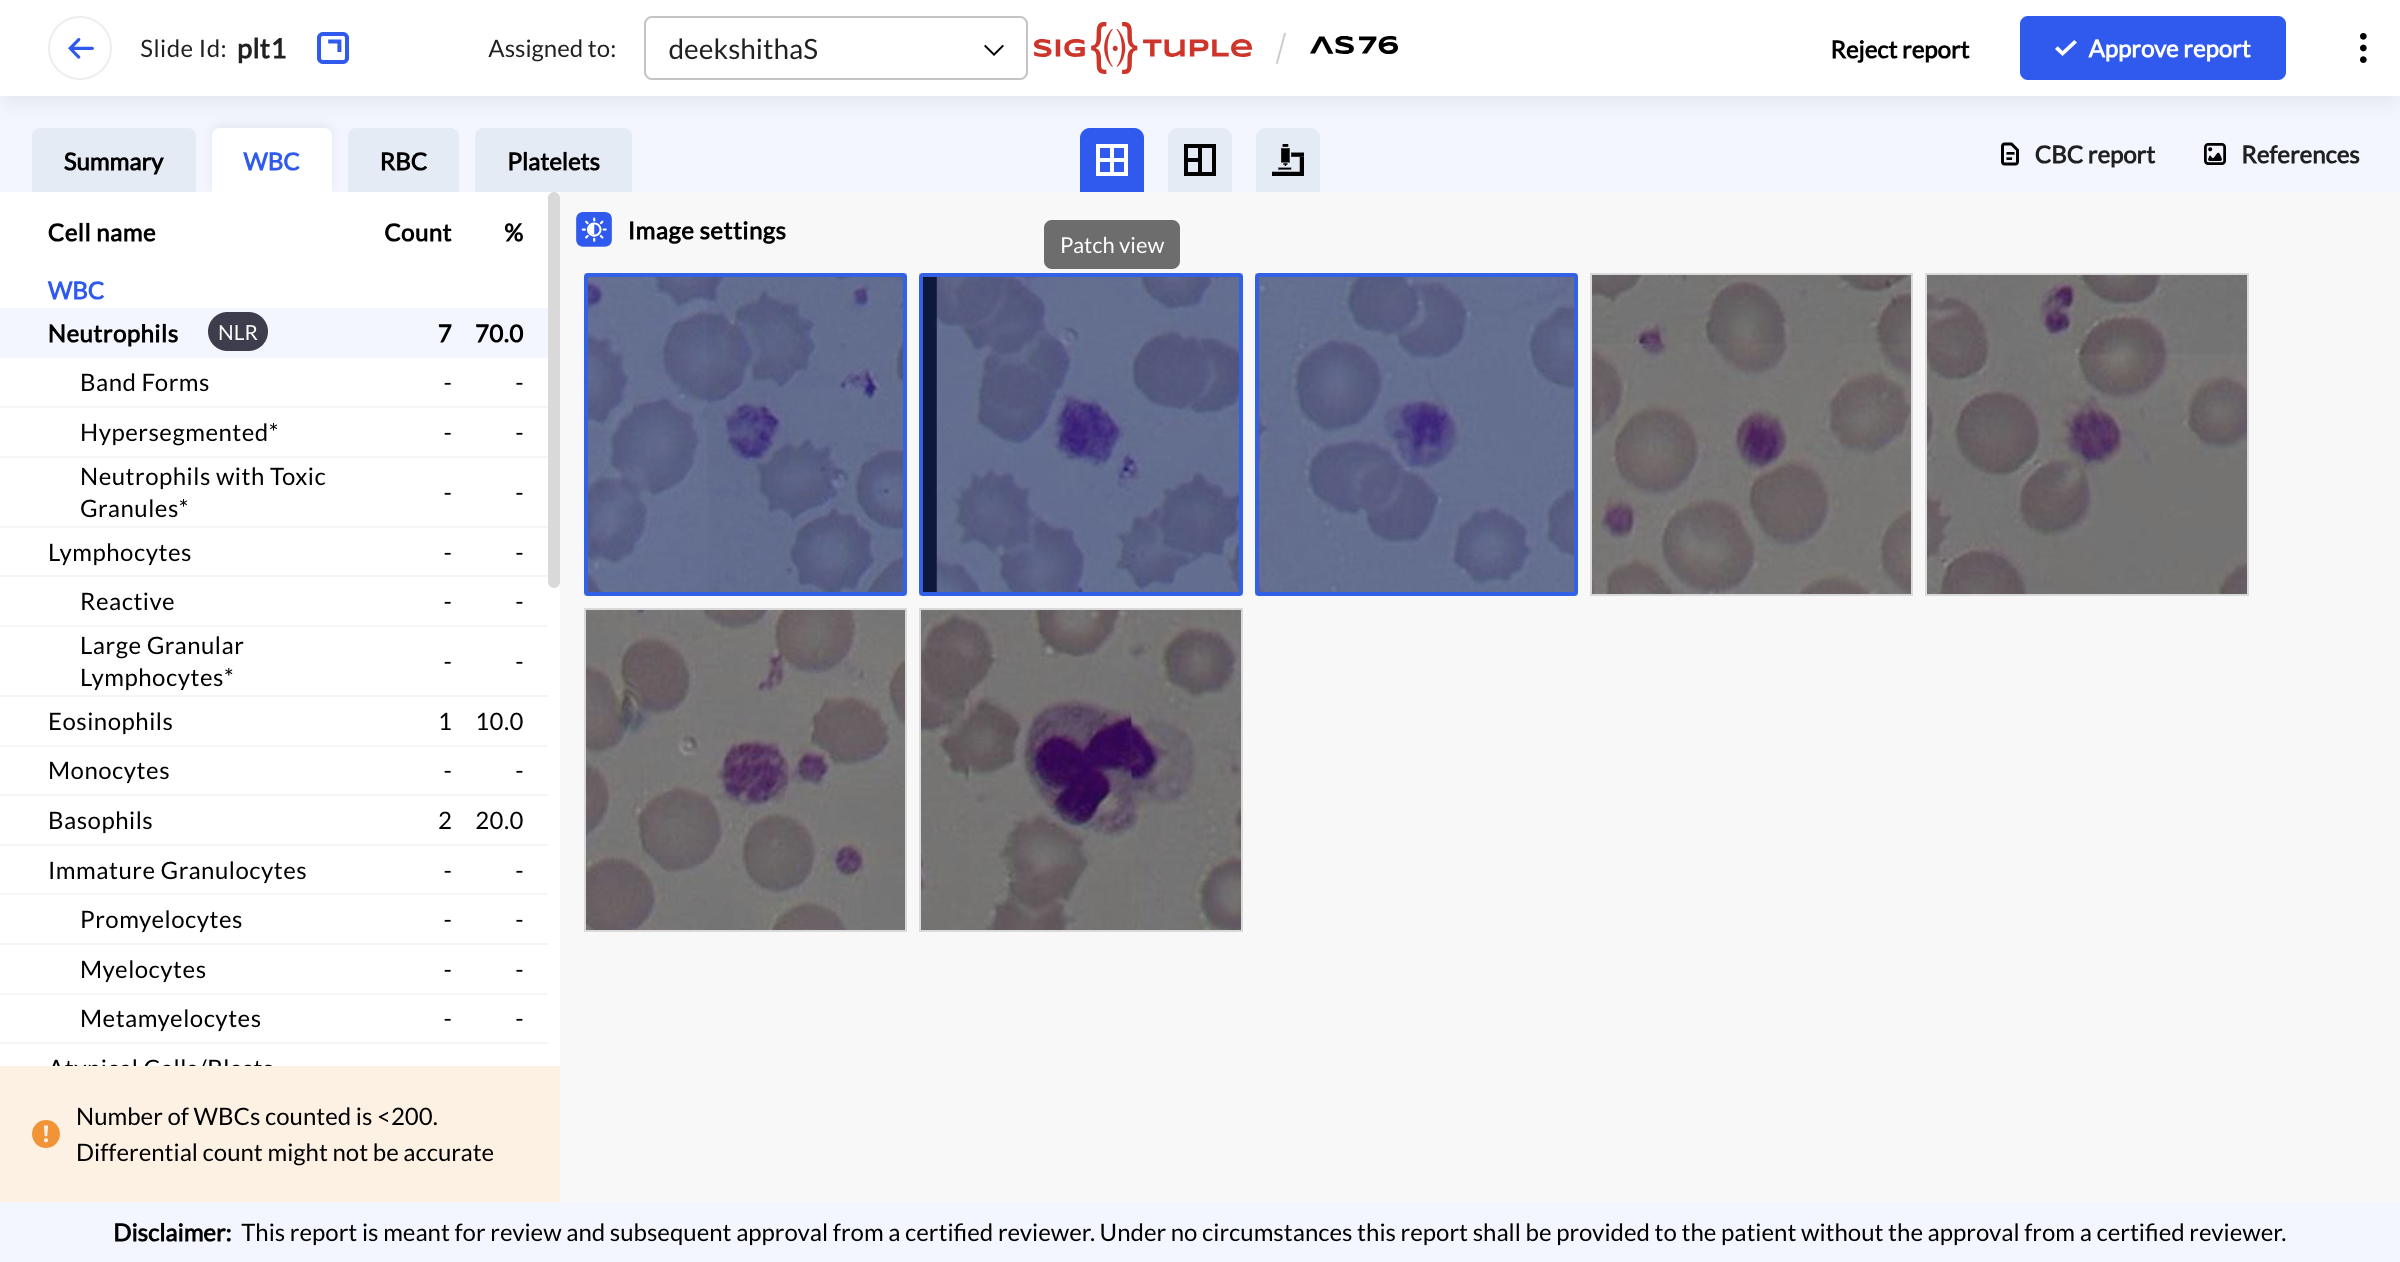 Slide Id: plt1
Assigned to:
deekshithaS
SIG TUPLE / AS76
Reject report
Approve report
Summary
WBC
RBC
Platelets
CBC report
References
Cell name Count %
WBC
Neutrophils NLR 7 70.0
Band Forms - -
Hypersegmented* - -
Neutrophils with Toxic
Granules* - -
Lymphocytes - -
Reactive - -
Large Granular
Lymphocytes* - -
Eosinophils 1 10.0
Monocytes - -
Basophils 2 20.0
Immature Granulocytes - -
Promyelocytes - -
Myelocytes - -
Metamyelocytes - -
Atypical Cells/Blasts
Number of WBCs counted is <200.
Differential count might not be accurate
Image settings
Patch view
Disclaimer: This report is meant for review and subsequent approval from a certified reviewer. Under no circumstances this report shall be provided to the patient without the approval from a certified reviewer.